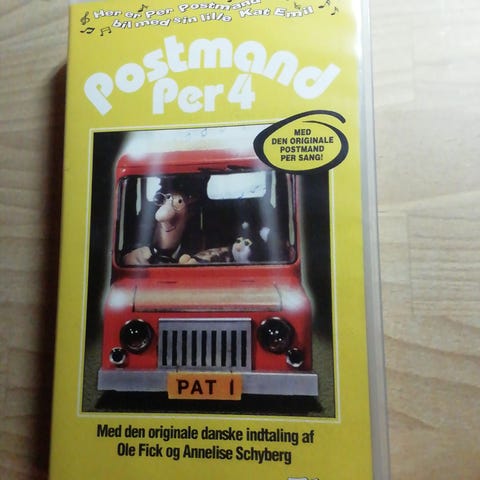 Her er Per Postmand
bil med sin lille Kat Emil
Postmand
Per 4
MED
DEN ORIGINALE
POSTMAND
PER SANG!
PAT 1
Med den originale danske indtaling af
Ole Fick og Annelise Schyberg